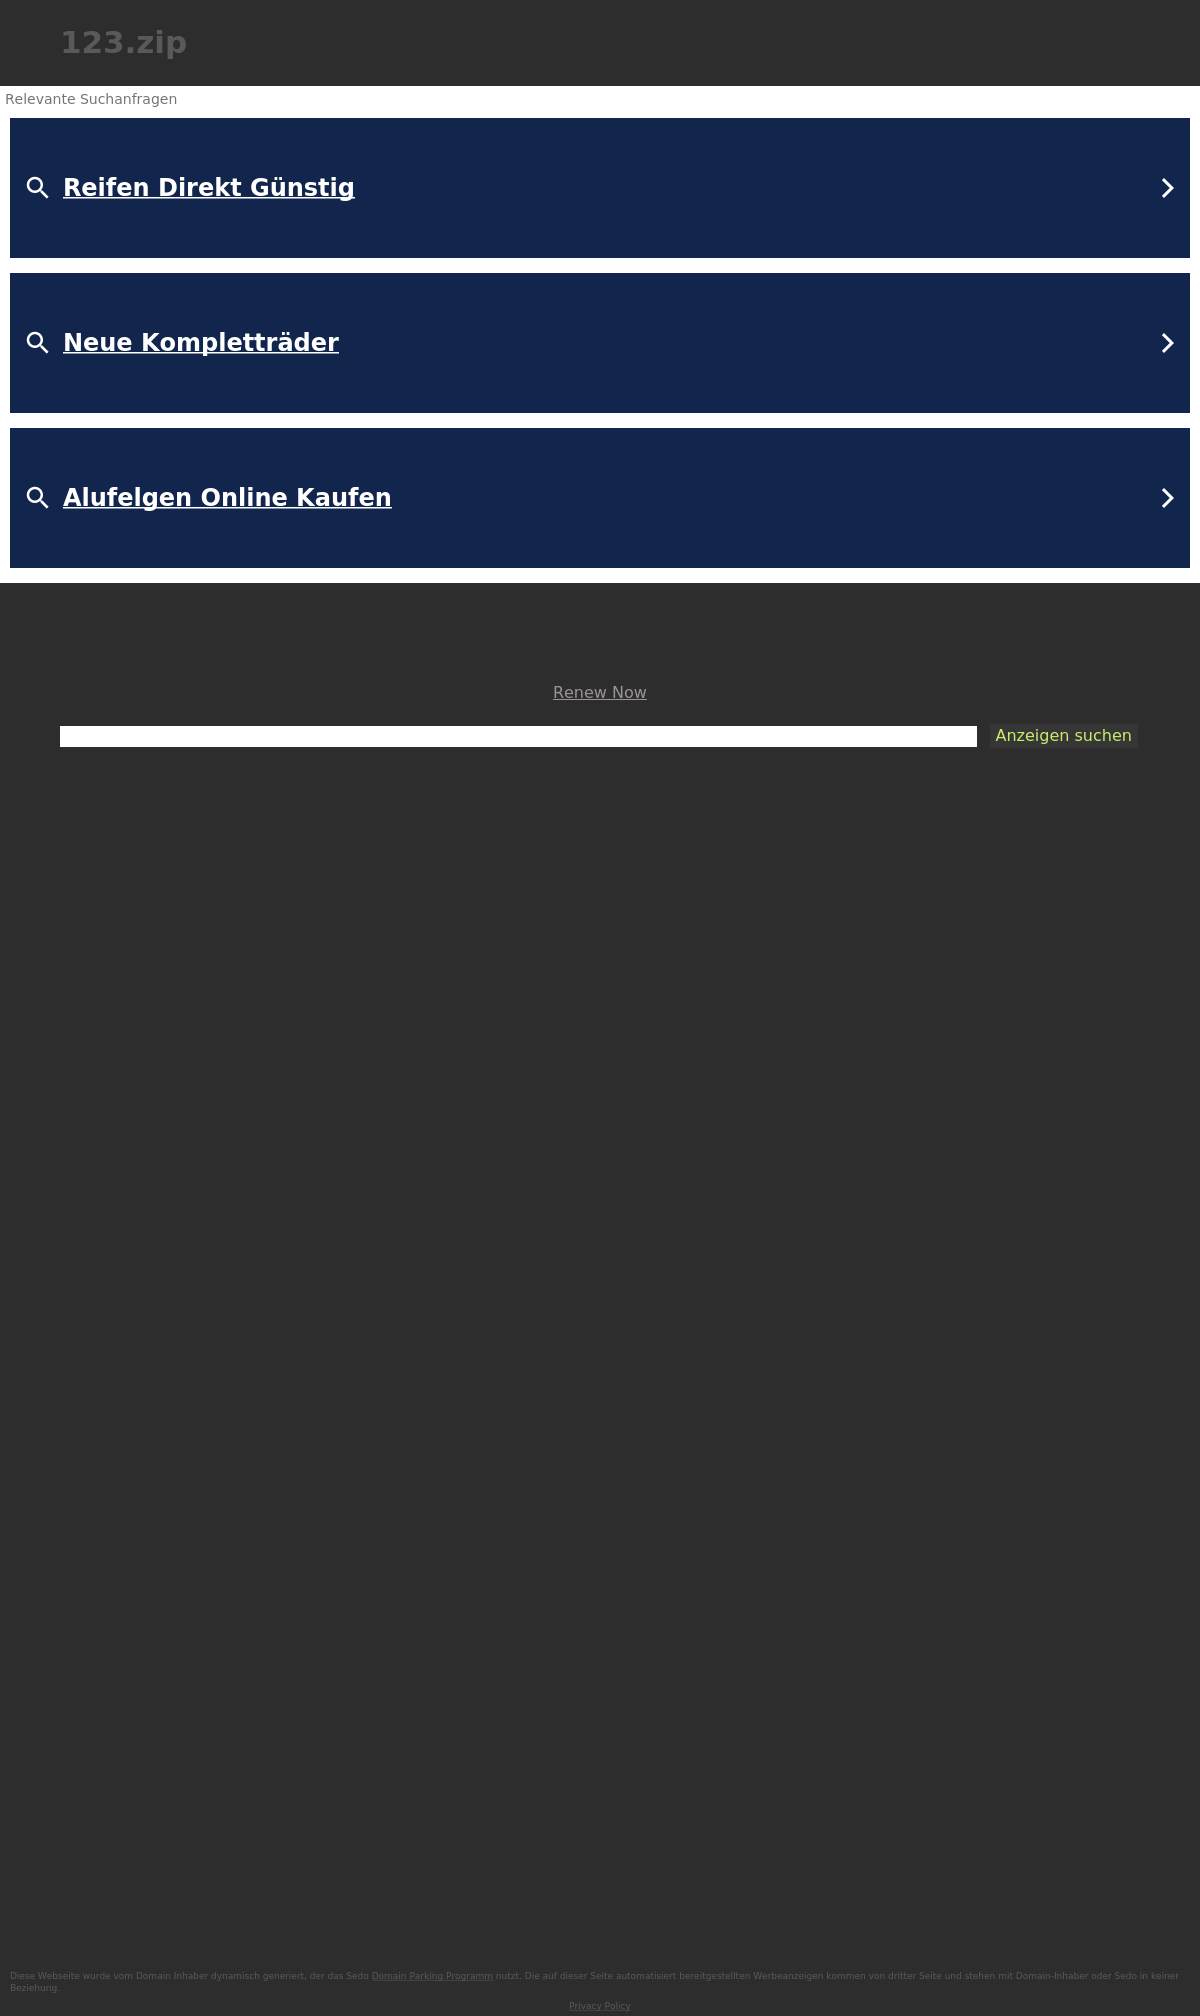 123.zip
Relevante Suchanfragen
Reifen Direkt Günstig
Neue Kompletträder
Alufelgen Online Kaufen
Renew Now
Anzeigen suchen
Diese Webseite wurde vom Domain Inhaber dynamisch generiert, der das Sedo Domain Parking Programm nutzt. Die auf dieser Seite automatisiert bereitgestellten Werbeanzeigen kommen von dritter Seite und stehen mit Domain-Inhaber oder Sedo in keiner
Beziehung.
Privacy Policy